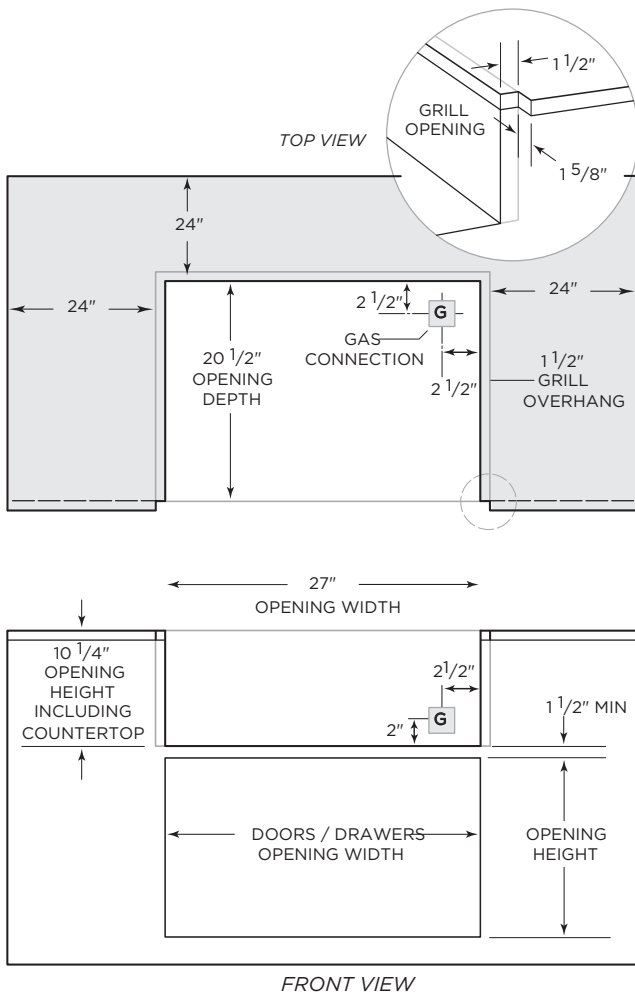 1 1/2"
GRILL
OPENING
TOP VIEW
1 5/8"
24"
24"
2 1/2"
G
24"
GAS
CONNECTION
20 1/2"
OPENING
DEPTH
2 1/2"
1 1/2"
GRILL
OVERHANG
27"
OPENING WIDTH
10 1/4"
OPENING
HEIGHT
INCLUDING
COUNTERTOP
2 1/2"
G
2"
1 1/2" MIN
DOORS / DRAWERS
OPENING WIDTH
OPENING
HEIGHT
FRONT VIEW